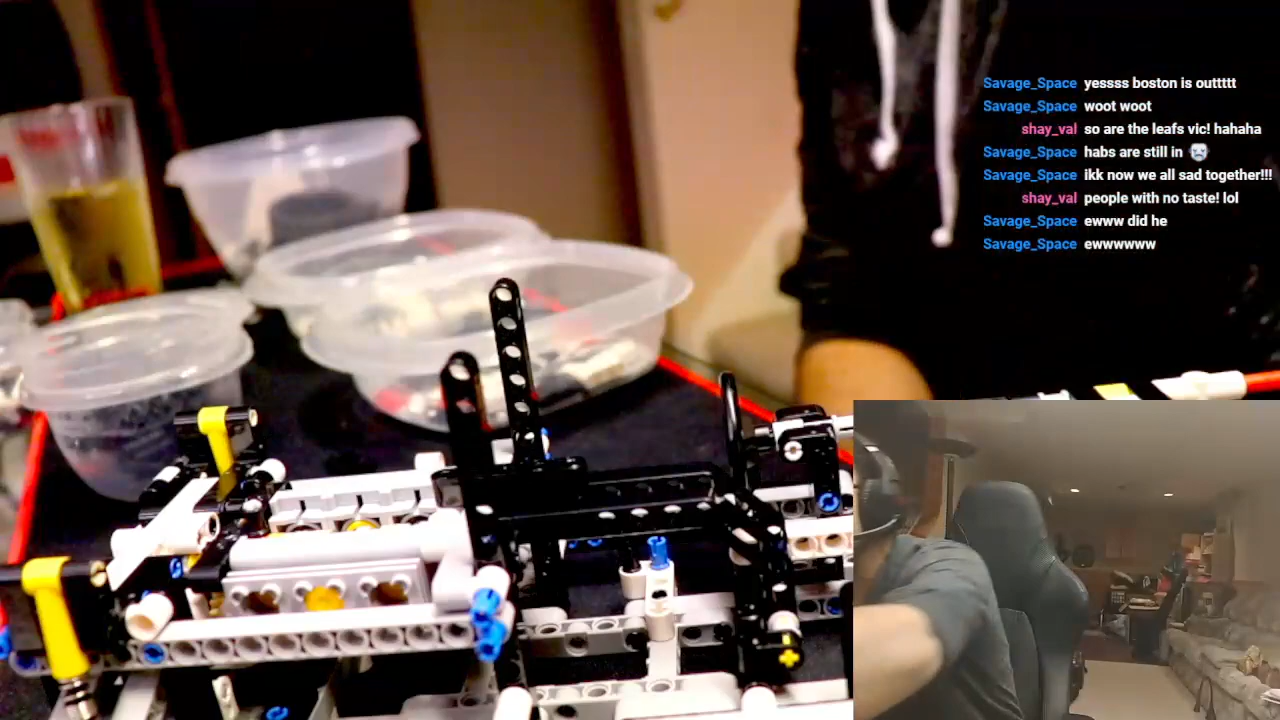 Savage_Space yessss boston is outtttt
Savage_Space woot woot
shay_val so are the leafs vic! hahaha
Savage_Space habs are still in
Savage_Space ikk now we all sad together!!!
shay_val people with no taste! lol
Savage_Space ewww did he
Savage_Space ewwwwww